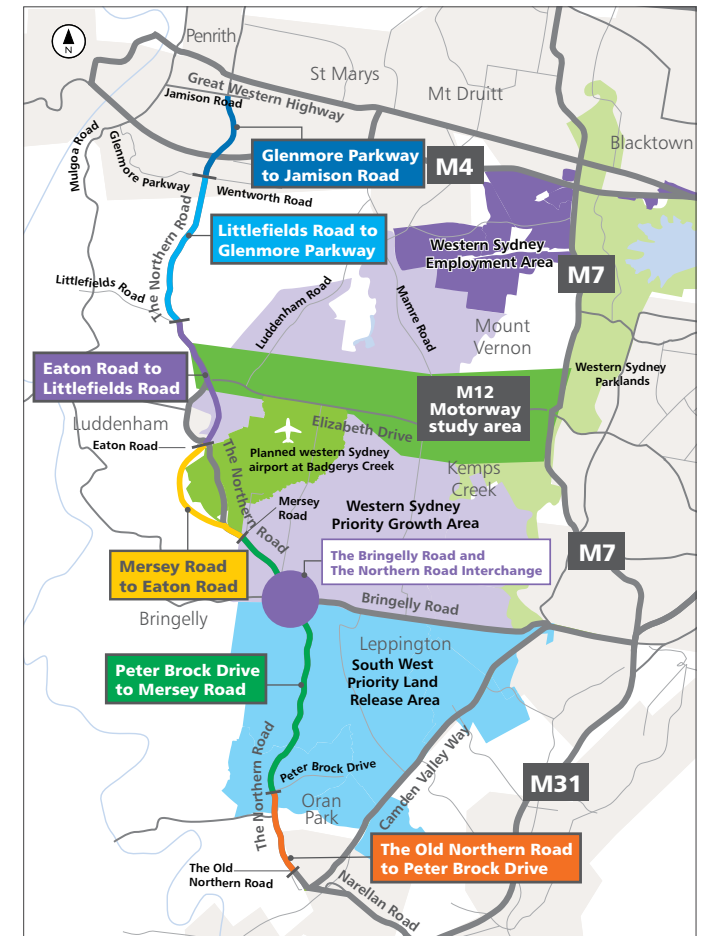 N
Penrith
St Marys
Mt Druitt
Great Western Highway
Jamison Road
Blacktown
Mulgoa Road
Glenmore Parkway
to Jamison Road
M4
Glenmore Parkway
Wentworth Road
The Northern Road
Littlefields Road to
Glenmore Parkway
Western Sydney
Employment Area
M7
Littlefields Road
Luddenham Road
Mamre Road
Mount
Vernon
Eaton Road to
Littlefields Road
Western Sydney
Parklands
M12
Motorway
study area
Luddenham
Elizabeth Drive
Eaton Road
The Northern Road
Planned western Sydney
airport at Badgerys Creek
Kemps
Creek
Mersey
Road
Western Sydney
Priority Growth Area
M7
Mersey Road
to Eaton Road
The Bringelly Road and
The Northern Road Interchange
Bringelly
Bringelly Road
Leppington
South West
Priority Land
Release Area
Peter Brock Drive
to Mersey Road
The Northern Road
Peter Brock Drive
Camden Valley Way
M31
Oran
Park
The Old Northern Road
to Peter Brock Drive
The Old
Northern Road
Narellan Road